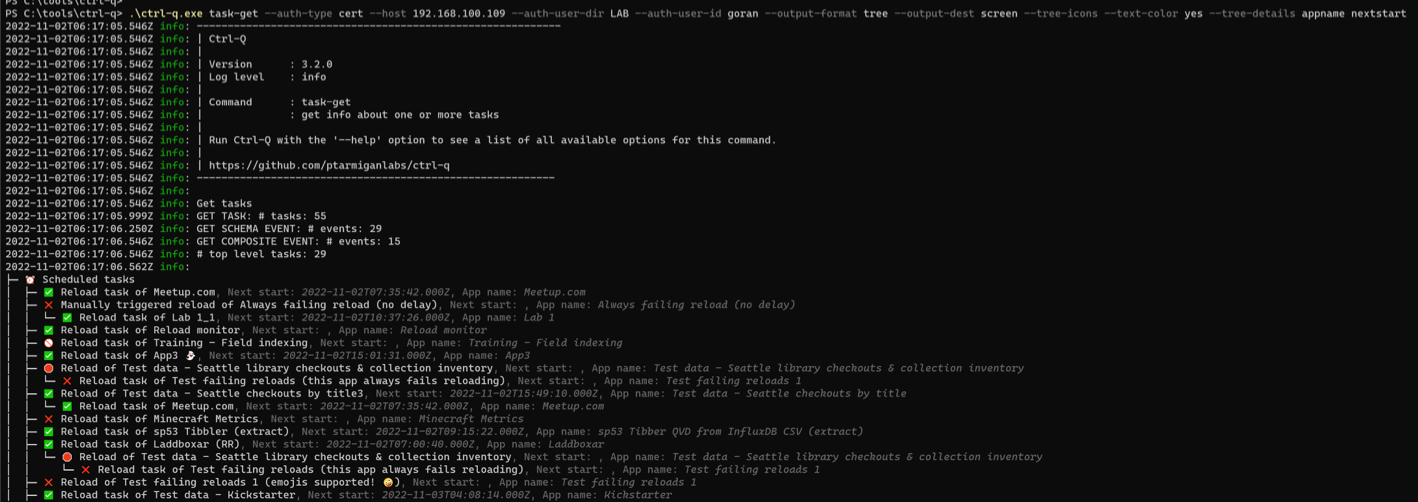 PS C:\tools\ctrl-q>
PS C:\tools\ctrl-q> .\ctrl-q.exe task-get --auth-type cert --host 192.168.100.109 --auth-user-dir LAB --auth-user-id goran --output-format tree --output-dest screen --tree-icons --text-color yes --tree-details appname nextstart
2022-11-02T06:17:05.546Z info: -----------------------------------------------------------
2022-11-02T06:17:05.546Z info: | Ctrl-Q
2022-11-02T06:17:05.546Z info: |
2022-11-02T06:17:05.546Z info: | Version      : 3.2.0
2022-11-02T06:17:05.546Z info: | Log level    : info
2022-11-02T06:17:05.546Z info: |
2022-11-02T06:17:05.546Z info: | Command      : task-get
2022-11-02T06:17:05.546Z info: |              : get info about one or more tasks
2022-11-02T06:17:05.546Z info: |
2022-11-02T06:17:05.546Z info: | Run Ctrl-Q with the '--help' option to see a list of all available options for this command.
2022-11-02T06:17:05.546Z info: |
2022-11-02T06:17:05.546Z info: | https://github.com/ptarmiganlabs/ctrl-q
2022-11-02T06:17:05.546Z info: ----------------------------------------------------------
2022-11-02T06:17:05.546Z info:
2022-11-02T06:17:05.546Z info: Get tasks
2022-11-02T06:17:05.999Z info: GET TASK: # tasks: 55
2022-11-02T06:17:06.250Z info: GET SCHEMA EVENT: # events: 29
2022-11-02T06:17:06.546Z info: GET COMPOSITE EVENT: # events: 15
2022-11-02T06:17:06.546Z info: # top level tasks: 29
2022-11-02T06:17:06.562Z info:
├─ ⏰ Scheduled tasks
│  ├─ ✅ Reload task of Meetup.com, Next start: 2022-11-02T07:35:42.000Z, App name: Meetup.com
│  ├─ ❌ Manually triggered reload of Always failing reload (no delay), Next start: , App name: Always failing reload (no delay)
│  │  └─ ✅ Reload task of Lab 1_1, Next start: 2022-11-02T10:37:26.000Z, App name: Lab 1
│  ├─ ✅ Reload task of Reload monitor, Next start: , App name: Reload monitor
│  ├─ 🚫 Reload task of Training - Field indexing, Next start: , App name: Training - Field indexing
│  ├─ ✅ Reload task of App3 👻, Next start: 2022-11-02T15:01:31.000Z, App name: App3
│  ├─ 🛑 Reload of Test data - Seattle library checkouts & collection inventory, Next start: , App name: Test data - Seattle library checkouts & collection inventory
│  │  └─ ❌ Reload task of Test failing reloads (this app always fails reloading), Next start: , App name: Test failing reloads 1
│  ├─ ✅ Reload task of Test data - Seattle checkouts by title3, Next start: 2022-11-02T15:49:10.000Z, App name: Test data - Seattle checkouts by title
│  │  └─ ✅ Reload task of Meetup.com, Next start: 2022-11-02T07:35:42.000Z, App name: Meetup.com
│  ├─ ❌ Reload task of Minecraft Metrics, Next start: , App name: Minecraft Metrics
│  ├─ ✅ Reload task of sp53 Tibbler (extract), Next start: 2022-11-02T09:15:22.000Z, App name: sp53 Tibber QVD from InfluxDB CSV (extract)
│  ├─ ✅ Reload task of Laddboxar (RR), Next start: 2022-11-02T07:00:40.000Z, App name: Laddboxar
│  │  └─ 🛑 Reload of Test data - Seattle library checkouts & collection inventory, Next start: , App name: Test data - Seattle library checkouts & collection inventory
│  │     └─ ❌ Reload task of Test failing reloads (this app always fails reloading), Next start: , App name: Test failing reloads 1
│  ├─ ❌ Reload of Test failing reloads 1 (emojis supported! 🤪), Next start: , App name: Test failing reloads 1
│  ├─ ✅ Reload task of Test data - Kickstarter, Next start: 2022-11-03T04:08:14.000Z, App name: Kickstarter